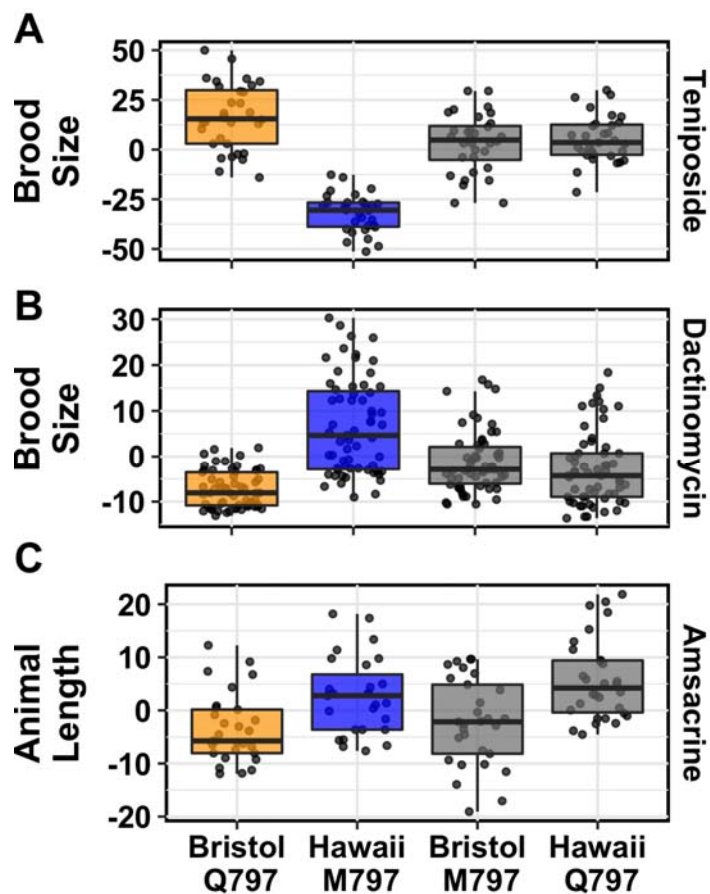 A
50
25
0
-25
-50
Brood
Size
Teniposide
B
30
20
10
0
-10
Brood
Size
Dactinomycin
C
20
10
0
-10
-20
Animal
Length
Amsacrine
Bristol Hawaii Bristol Hawaii
Q797 M797 M797 Q797